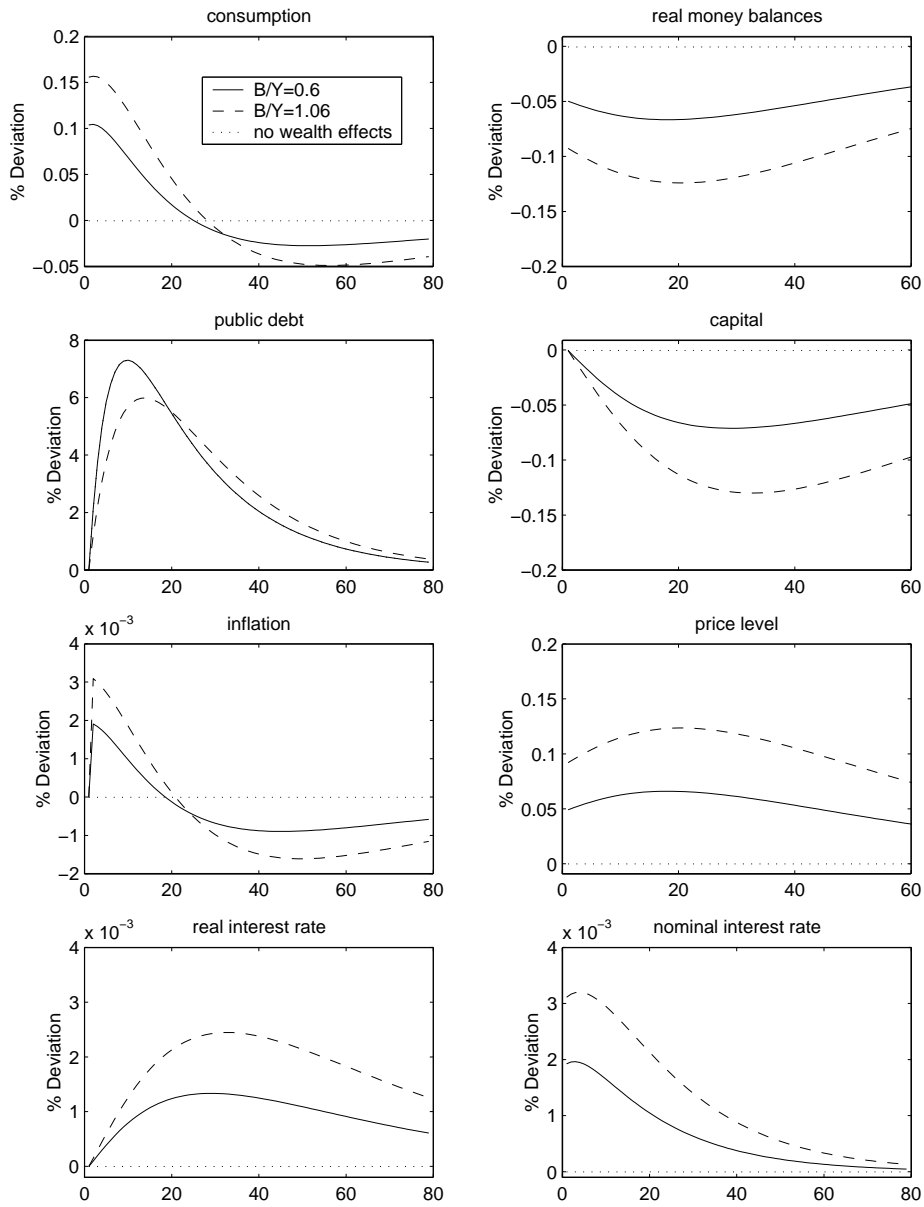 consumption
% Deviation
0.2
0.15
0.1
0.05
0
−0.05
0 20 40 60 80
B/Y=0.6
B/Y=1.06
no wealth effects
real money balances
% Deviation
0
−0.05
−0.1
−0.15
−0.2
0 20 40 60
public debt
% Deviation
8
6
4
2
0
0 20 40 60 80
capital
% Deviation
0
−0.05
−0.1
−0.15
−0.2
0 20 40 60
inflation
x 10−3
% Deviation
4
3
2
1
0
−1
−2
0 20 40 60 80
price level
% Deviation
0.2
0.15
0.1
0.05
0
0 20 40 60
real interest rate
x 10−3
% Deviation
4
3
2
1
0
0 20 40 60 80
nominal interest rate
x 10−3
% Deviation
4
3
2
1
0
0 20 40 60 80